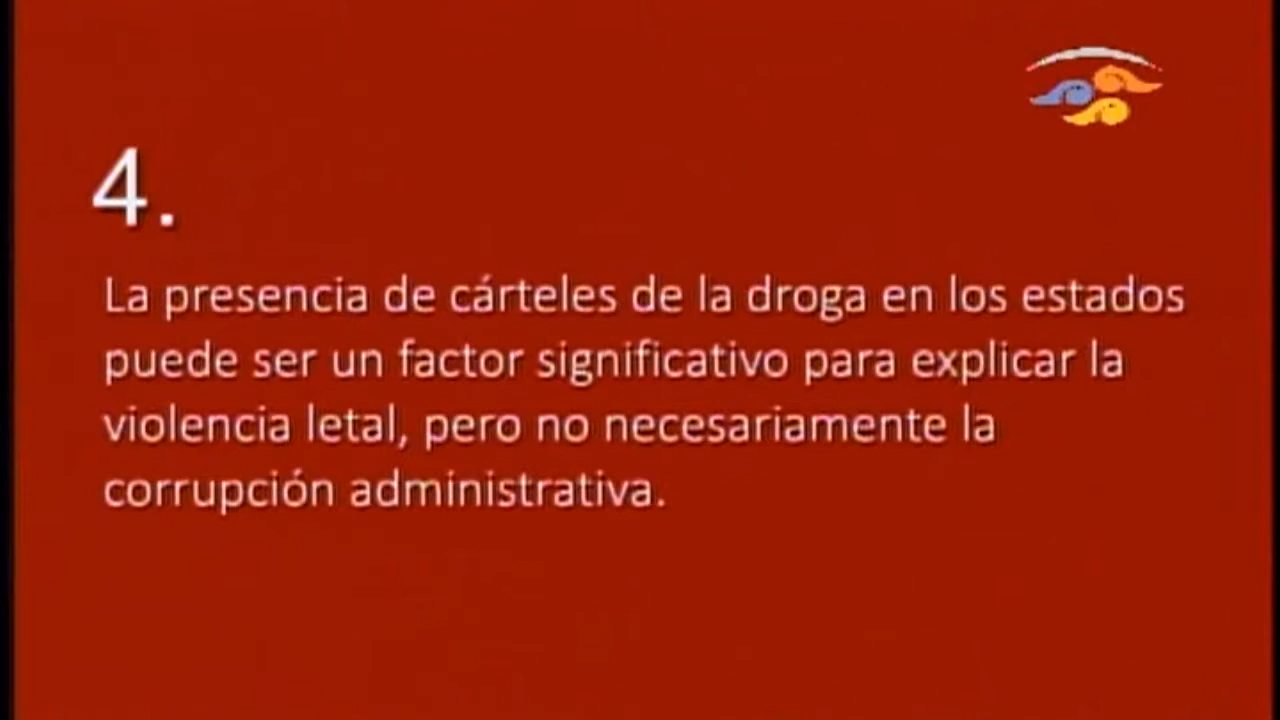 4.
La presencia de cárteles de la droga en los estados
puede ser un factor significativo para explicar la
violencia letal, pero no necesariamente la
corrupción administrativa.